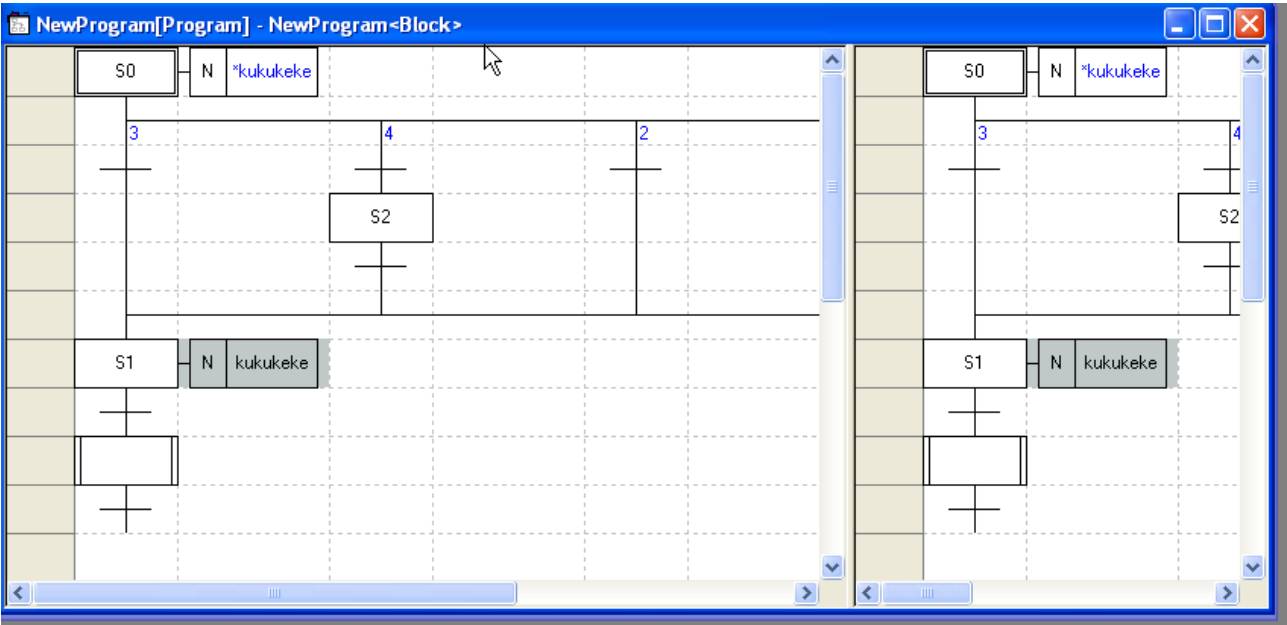 NewProgram[Program] - NewProgram<Block>
S0 N *kukukeke S0 N *kukukeke
3 4 2 3 4
S2 S2
S1 N kukukeke S1 N kukukeke